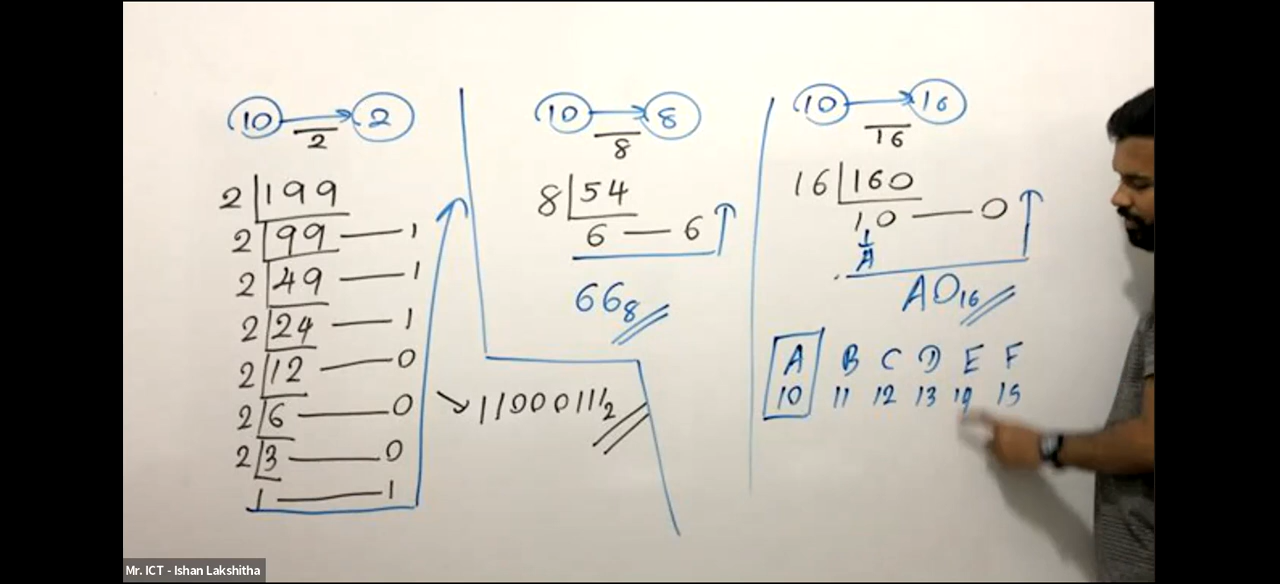 10 → 2
2
2 199
2 99 — 1
2 49 — 1
2 24 — 1
2 12 — 0
2 6 — 0
2 3 — 0
1 — 1
11000111₂
10 → 8
8
8 54
6 — 6
66₈
10 → 16
16
16 160
10 — 0
A
A0₁₆
A B C D E F
10 11 12 13 14 15
Mr. ICT - Ishan Lakshitha